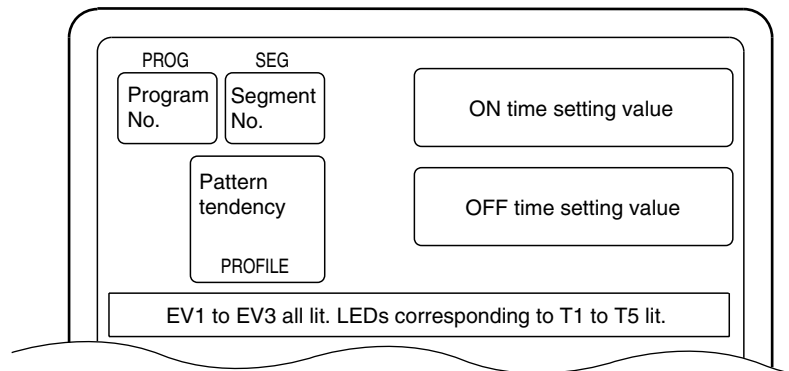 PROG SEG
Program No. Segment No.
ON time setting value
Pattern tendency
OFF time setting value
PROFILE
EV1 to EV3 all lit. LEDs corresponding to T1 to T5 lit.